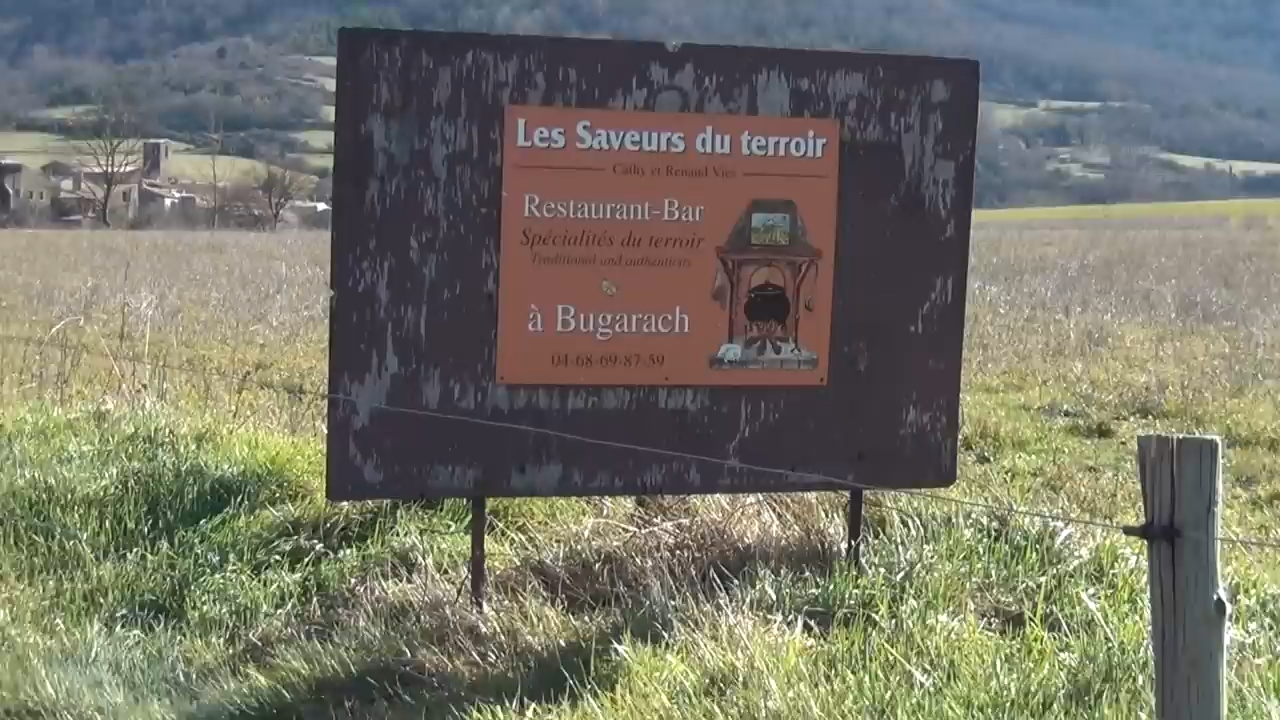 Les Saveurs du terroir
Cathy et Renaud Vies
Restaurant-Bar
Spécialités du terroir
Traditional and authenticity
à Bugarach
04-68-69-87-59